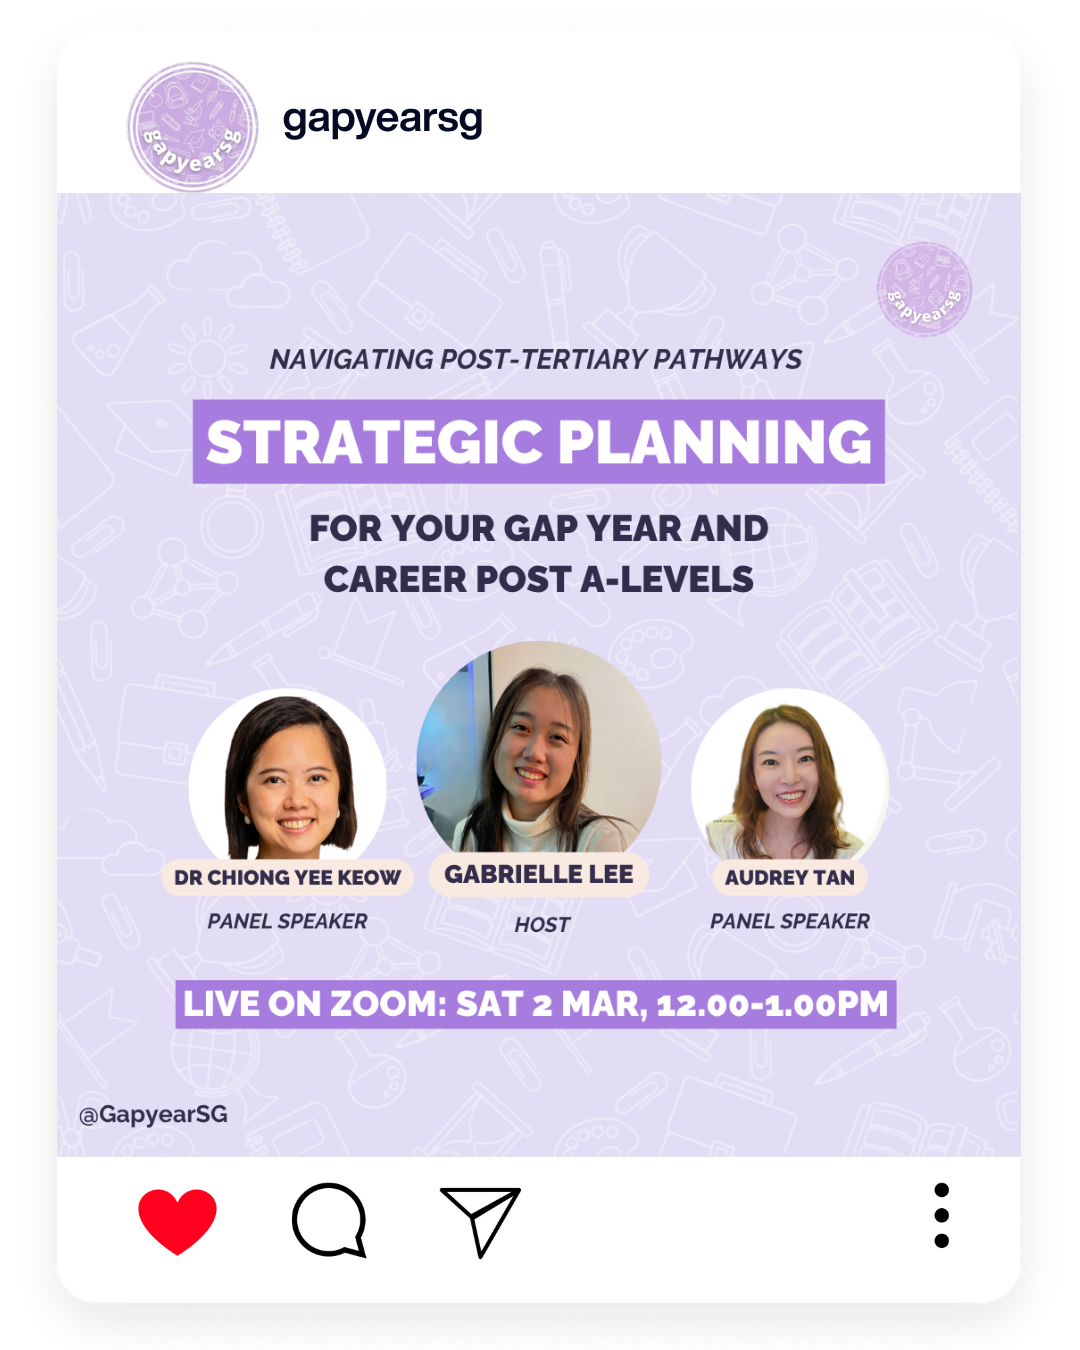 gapyearsg
gapyearsg
gapyearsg
NAVIGATING POST-TERTIARY PATHWAYS
STRATEGIC PLANNING
FOR YOUR GAP YEAR AND
CAREER POST A-LEVELS
DR CHIONG YEE KEOW
GABRIELLE LEE
AUDREY TAN
PANEL SPEAKER
HOST
PANEL SPEAKER
LIVE ON ZOOM: SAT 2 MAR, 12.00-1.00PM
@GapyearSG